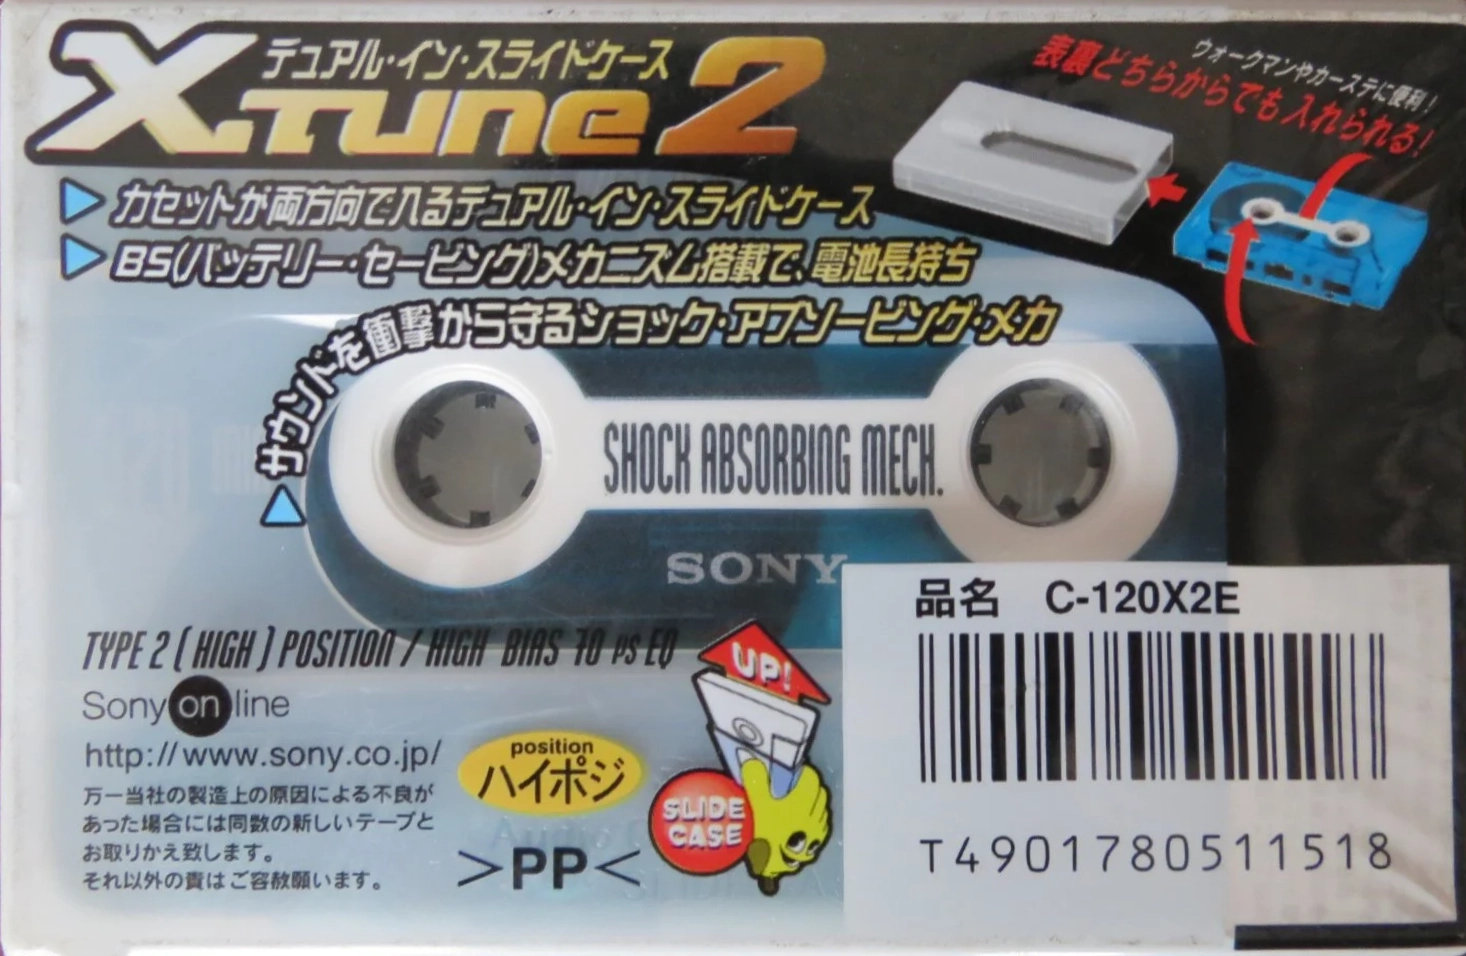 デュアル・イン・スライドケース
X-TUNE 2
ウォークマンやカーステに便利!
表裏どちらからでも入れられる!
カセットが両方向で入るデュアル・イン・スライドケース
BS(バッテリー・セービング)メカニズム搭載で、電池長持ち
サウンドを衝撃から守るショック・アブソービング・メカ
SHOCK ABSORBING MECH.
SONY
TYPE 2 (HIGH) POSITION / HIGH BIAS 70 µs EQ
Sony on line
http://www.sony.co.jp/
万一当社の製造上の原因による不良が
あった場合には同数の新しいテープと
お取りかえ致します。
それ以外の責はご容赦願います。
position
ハイポジ
>PP<
UP!
SLIDE
CASE
品名 C-120X2E
T4901780511518